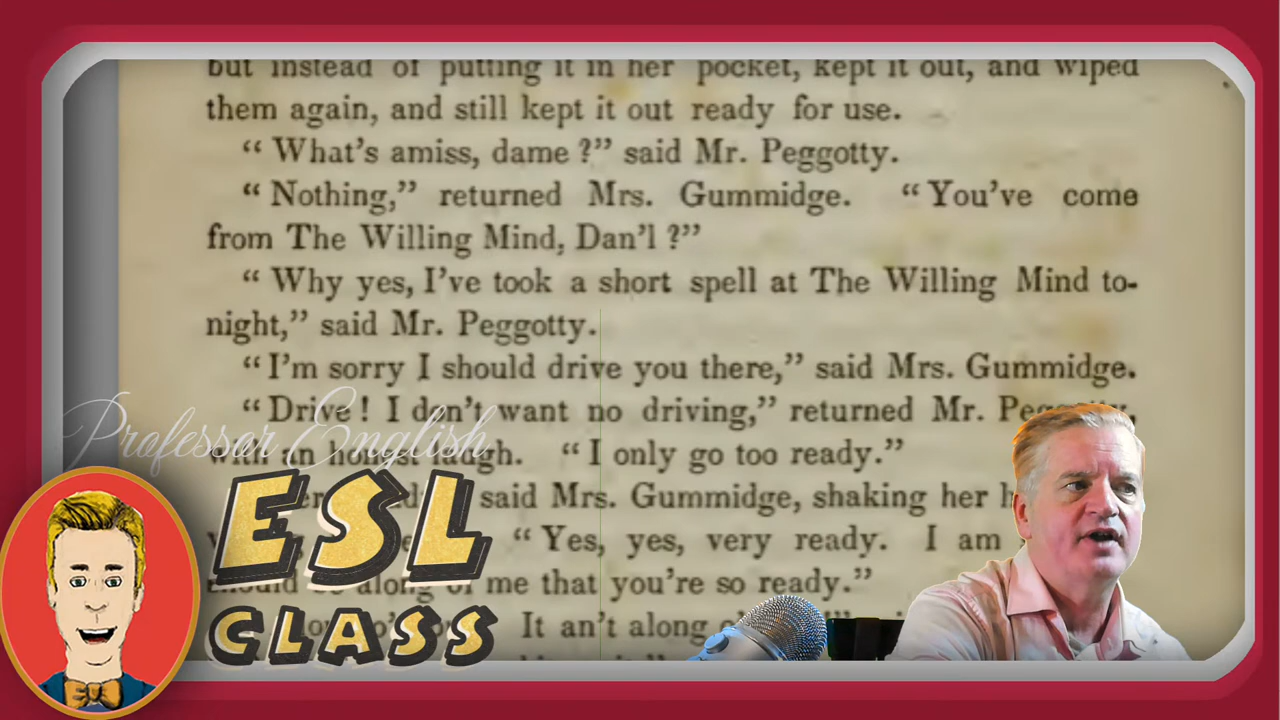 but instead of putting it in her pocket, kept it out, and wiped
them again, and still kept it out ready for use.
“ What’s amiss, dame ?” said Mr. Peggotty.
“ Nothing,” returned Mrs. Gummidge. “ You’ve come
from The Willing Mind, Dan’l ?”
“ Why yes, I’ve took a short spell at The Willing Mind to-
night,” said Mr. Peggotty.
“ I’m sorry I should drive you there,” said Mrs. Gummidge.
“ Drive ! I don’t want no driving,” returned Mr.
with an laugh. “ I only go too ready.”
said Mrs. Gummidge, shaking her
“ Yes, yes, very ready. I am
along of me that you’re so ready.”
It an’t along
Professor English
ESL
CLASS